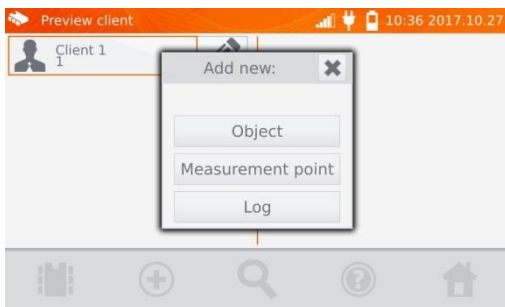 Preview client
10:36 2017.10.27
Client 1
1
Add new:
Object
Measurement point
Log